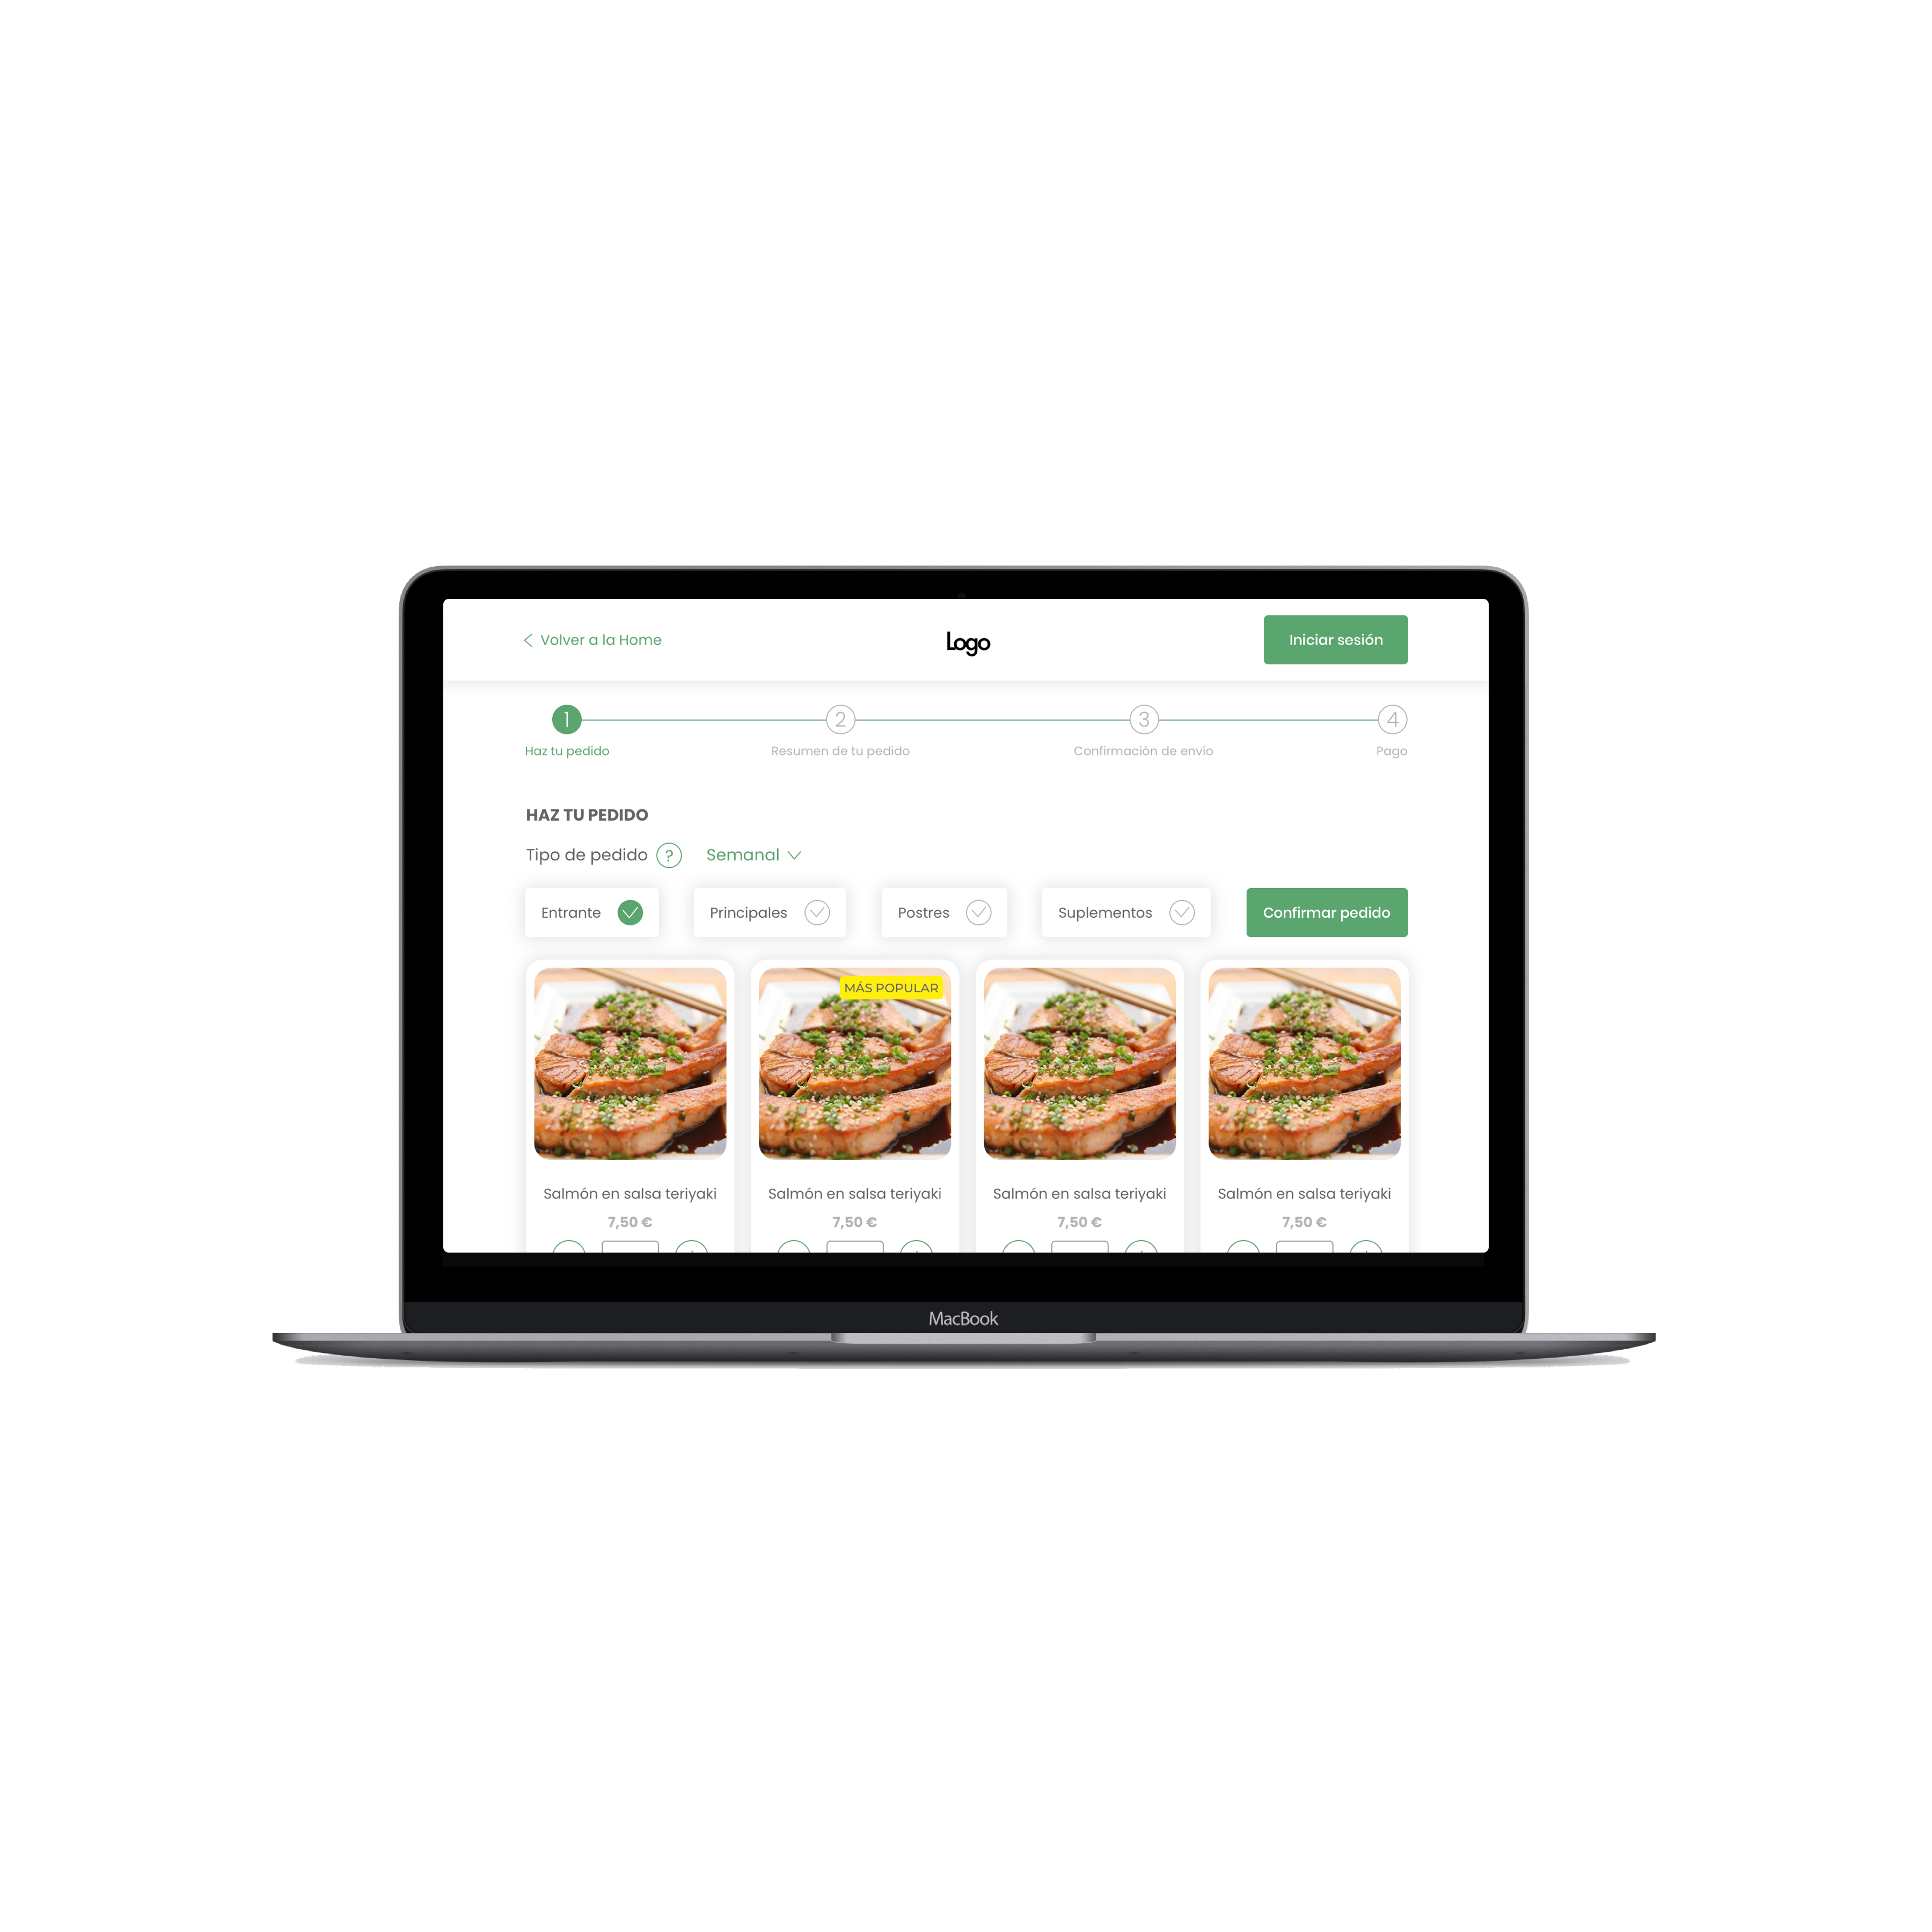 Volver a la Home
Logo
Iniciar sesión
1
2
3
4
Haz tu pedido
Resumen de tu pedido
Confirmación de envío
Pago
HAZ TU PEDIDO
Tipo de pedido ? Semanal
Entrante
Principales
Postres
Suplementos
Confirmar pedido
MÁS POPULAR
Salmón en salsa teriyaki
7,50 €
Salmón en salsa teriyaki
7,50 €
Salmón en salsa teriyaki
7,50 €
Salmón en salsa teriyaki
7,50 €
MacBook